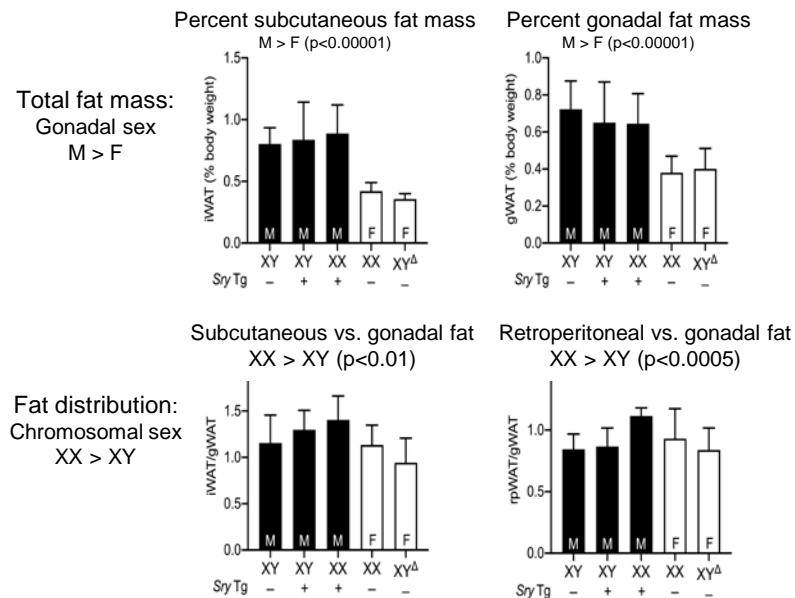 Percent subcutaneous fat mass
M > F (p<0.00001)
Percent gonadal fat mass
M > F (p<0.00001)
Total fat mass:
Gonadal sex
M > F
iWAT (% body weight)
1.5
1.0
0.5
0.0
M M M F F
XY XY XX XX XYΔ
Sry Tg – + + – –
gWAT (% body weight)
1.0
0.8
0.6
0.4
0.2
0.0
M M M F F
XY XY XX XX XYΔ
Sry Tg – + + – –
Subcutaneous vs. gonadal fat
XX > XY (p<0.01)
Retroperitoneal vs. gonadal fat
XX > XY (p<0.0005)
Fat distribution:
Chromosomal sex
XX > XY
iWAT/gWAT
1.5
1.0
0.5
0.0
M M M F F
XY XY XX XX XYΔ
Sry Tg – + + – –
rpWAT/gWAT
1.0
0.5
0.0
M M M F F
XY XY XX XX XYΔ
Sry Tg – + + – –